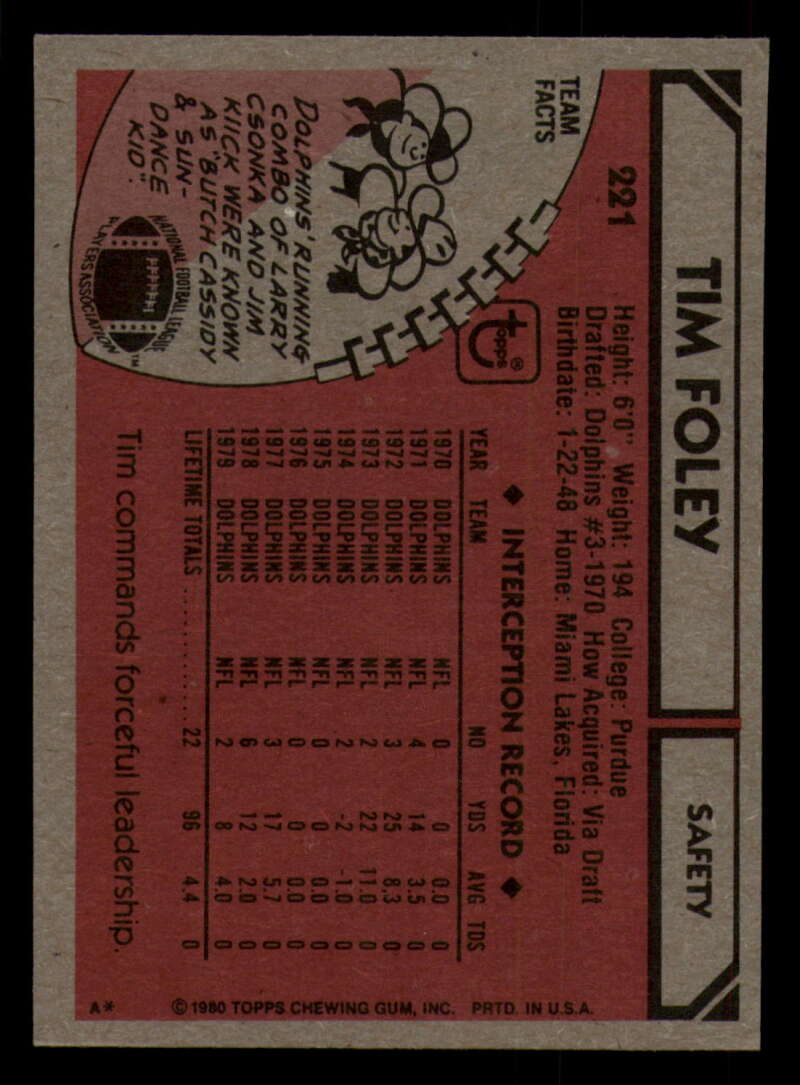 TIM FOLEY
SAFETY
221
Height: 6'0" Weight: 194 College: Purdue
Drafted: Dolphins #3-1970 How Acquired: Via Draft
Birthdate: 1-22-48 Home: Miami Lakes, Florida
TEAM
FACTS
DOLPHINS' RUNNING
COMBO OF LARRY
CSONKA AND JIM
KIICK WERE KNOWN
AS "BUTCH CASSIDY
& SUN-
DANCE
KID".
NATIONAL FOOTBALL LEAGUE
PLAYERS ASSOCIATION
TM
Topps®
◆ INTERCEPTION RECORD ◆
YEAR TEAM NO YDS AVG TDS
1970 DOLPHINS NFL 0 0 0.0 0
1971 DOLPHINS NFL 4 14 3.5 0
1972 DOLPHINS NFL 3 25 8.3 0
1973 DOLPHINS NFL 2 22 11.0 0
1974 DOLPHINS NFL 2 -2 -1.0 0
1975 DOLPHINS NFL 0 0 0.0 0
1976 DOLPHINS NFL 0 0 0.0 0
1977 DOLPHINS NFL 3 17 5.7 0
1978 DOLPHINS NFL 6 12 2.0 0
1979 DOLPHINS NFL 2 8 4.0 0
LIFETIME TOTALS ............ 22 96 4.4 0
Tim commands forceful leadership.
A* © 1980 TOPPS CHEWING GUM, INC. PRTD. IN U.S.A.